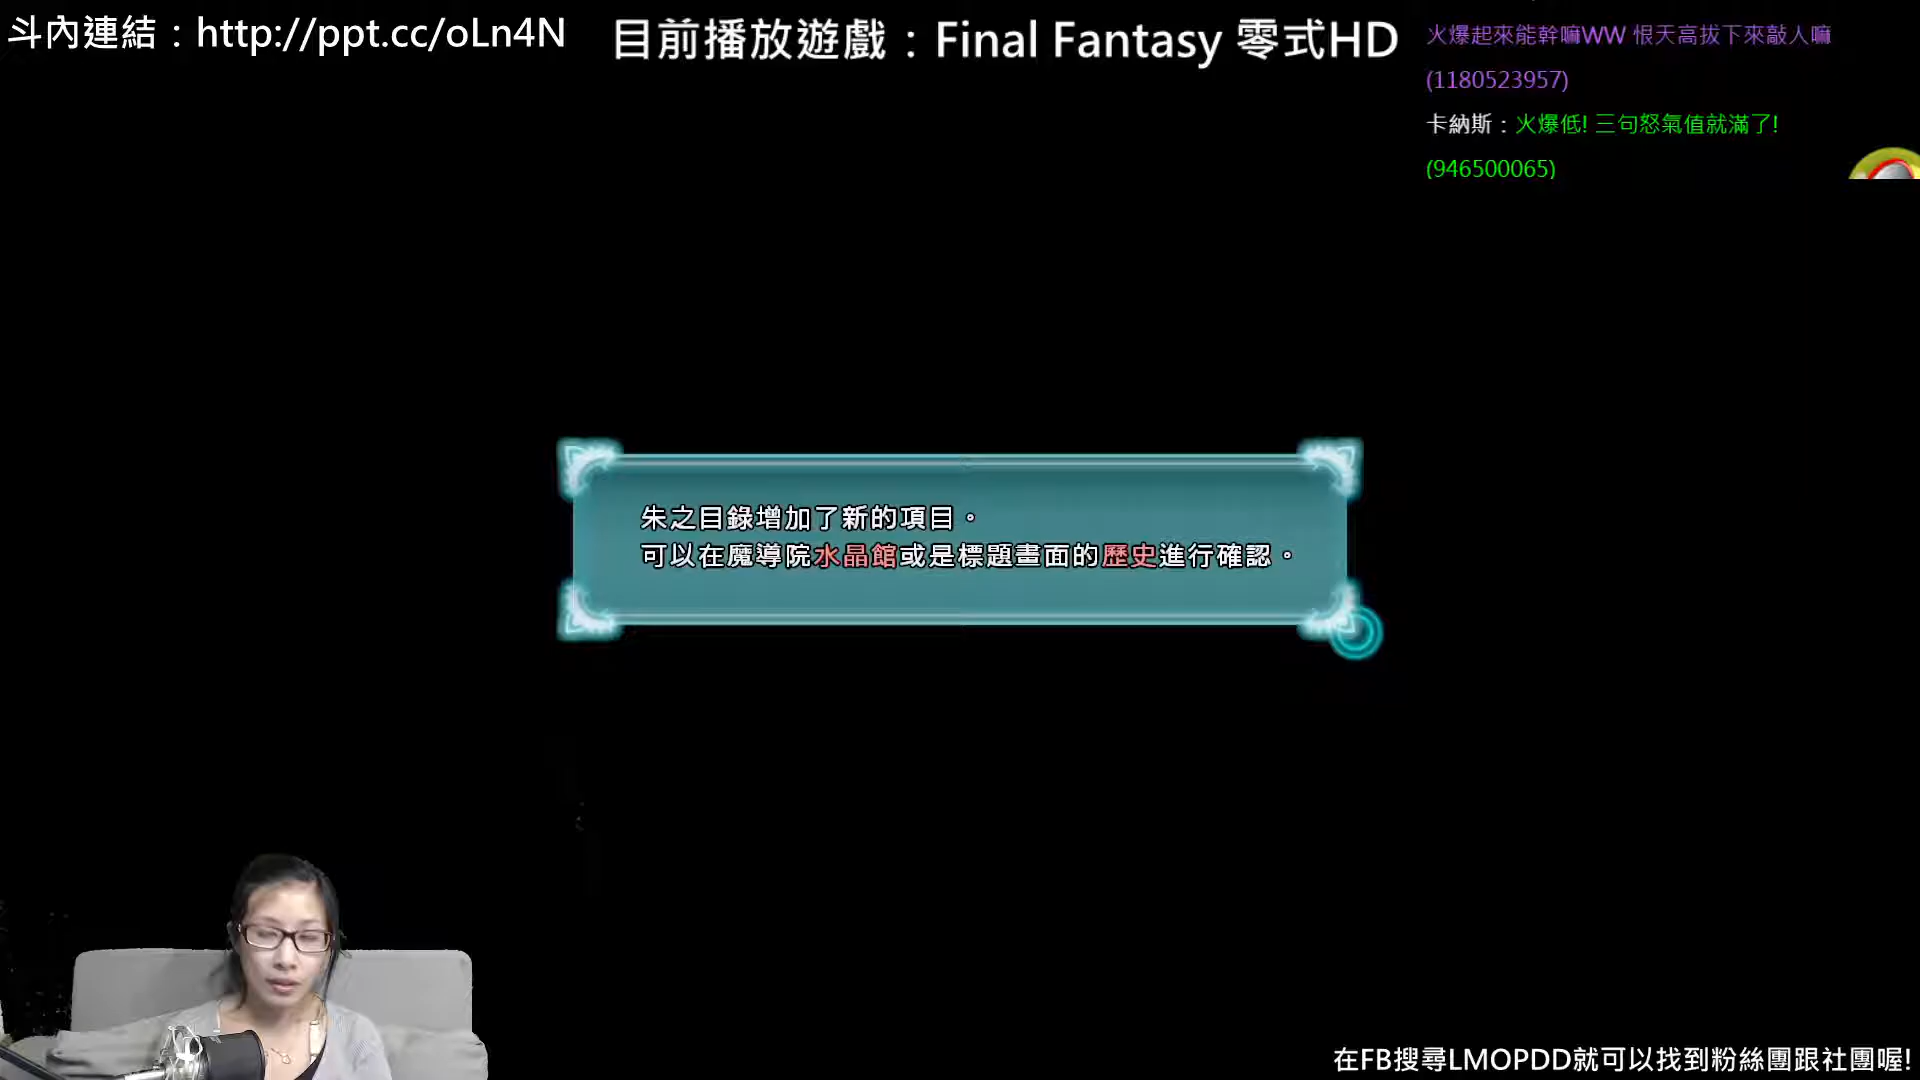 斗內連結：http://ppt.cc/oLn4N
目前播放遊戲：Final Fantasy 零式HD
火爆起來能幹嘛WW 恨天高拔下來敲人嘛
(1180523957)
卡納斯：火爆低! 三句怒氣值就滿了!
(946500065)
朱之目錄增加了新的項目。
可以在魔導院水晶館或是標題畫面的歷史進行確認。
在FB搜尋LMOPDD就可以找到粉絲團跟社團喔!